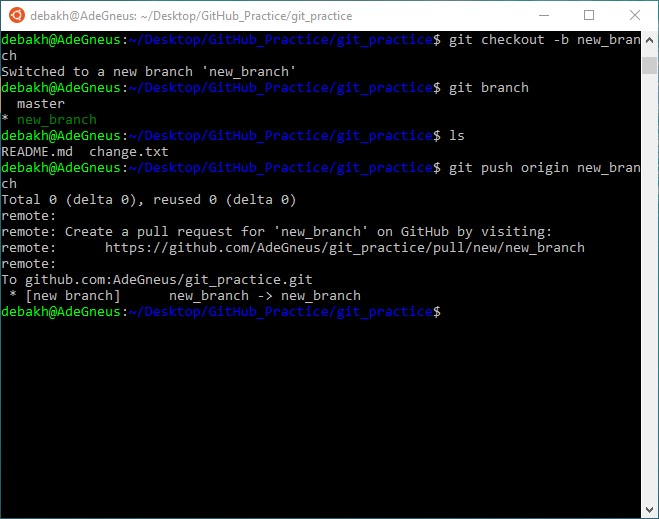 debakh@AdeGneus: ~/Desktop/GitHub_Practice/git_practice
debakh@AdeGneus:~/Desktop/GitHub_Practice/git_practice$ git checkout -b new_bran
ch
Switched to a new branch 'new_branch'
debakh@AdeGneus:~/Desktop/GitHub_Practice/git_practice$ git branch
  master
* new_branch
debakh@AdeGneus:~/Desktop/GitHub_Practice/git_practice$ ls
README.md  change.txt
debakh@AdeGneus:~/Desktop/GitHub_Practice/git_practice$ git push origin new_bran
ch
Total 0 (delta 0), reused 0 (delta 0)
remote:
remote: Create a pull request for 'new_branch' on GitHub by visiting:
remote:      https://github.com/AdeGneus/git_practice/pull/new/new_branch
remote:
To github.com:AdeGneus/git_practice.git
 * [new branch]      new_branch -> new_branch
debakh@AdeGneus:~/Desktop/GitHub_Practice/git_practice$